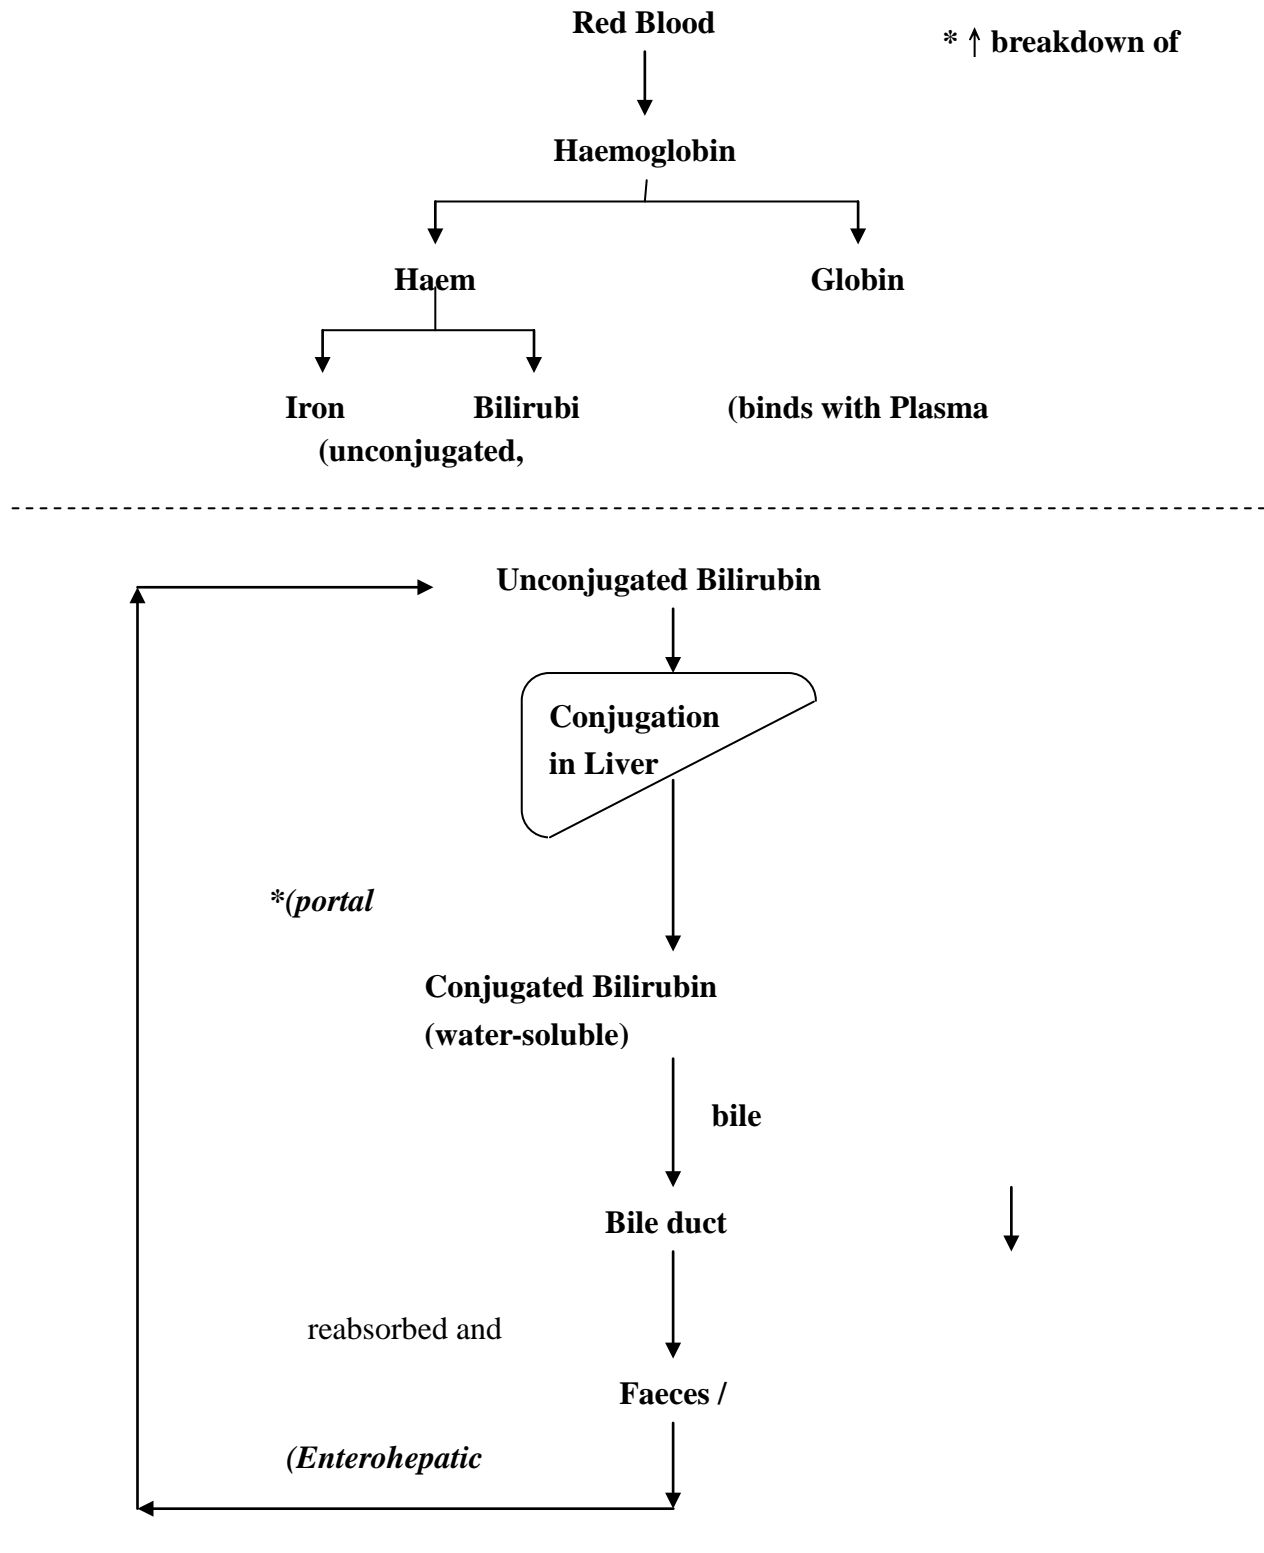 Red Blood
* ↑ breakdown of
Haemoglobin
Haem
Globin
Iron
Bilirubi
(binds with Plasma
(unconjugated,
Unconjugated Bilirubin
Conjugation
in Liver
*(portal
Conjugated Bilirubin
(water-soluble)
bile
Bile duct
reabsorbed and
Faeces /
(Enterohepatic